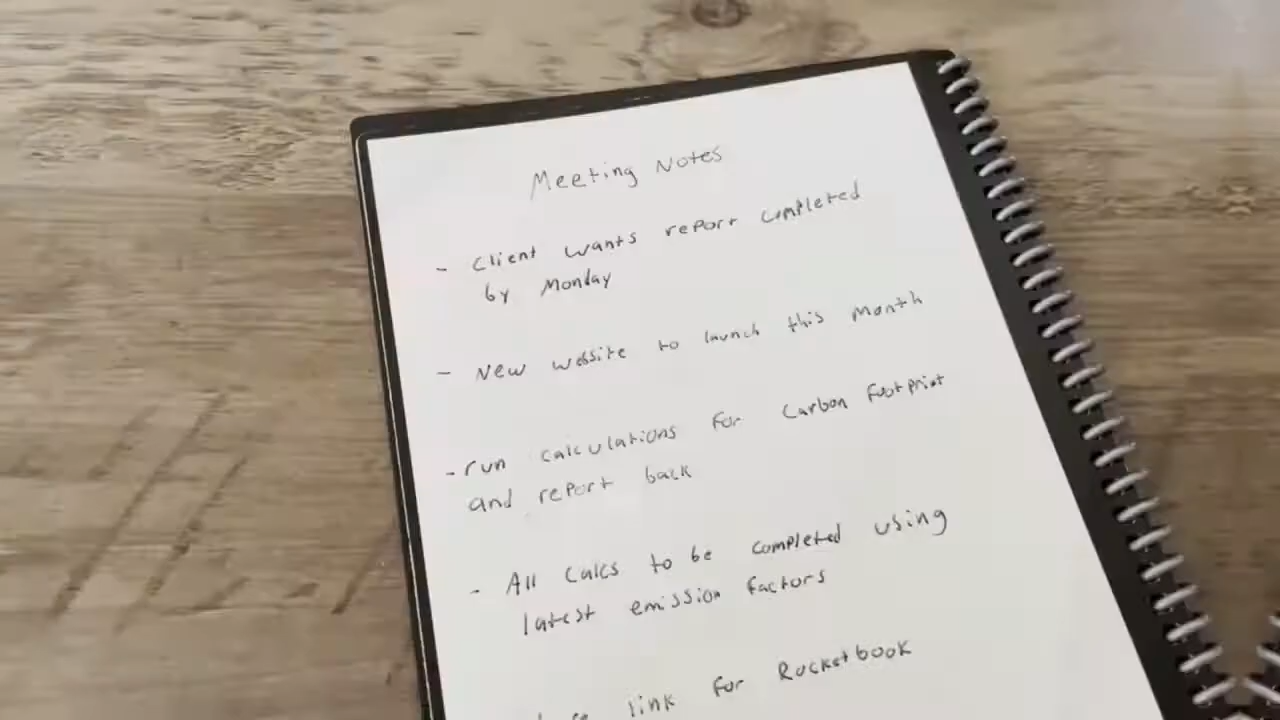 Meeting Notes
- Client wants report completed
by Monday
- New website to launch this month
- run calculations for Carbon footprint
and report back
- All calcs to be completed using
latest emission factors
link for Rocketbook